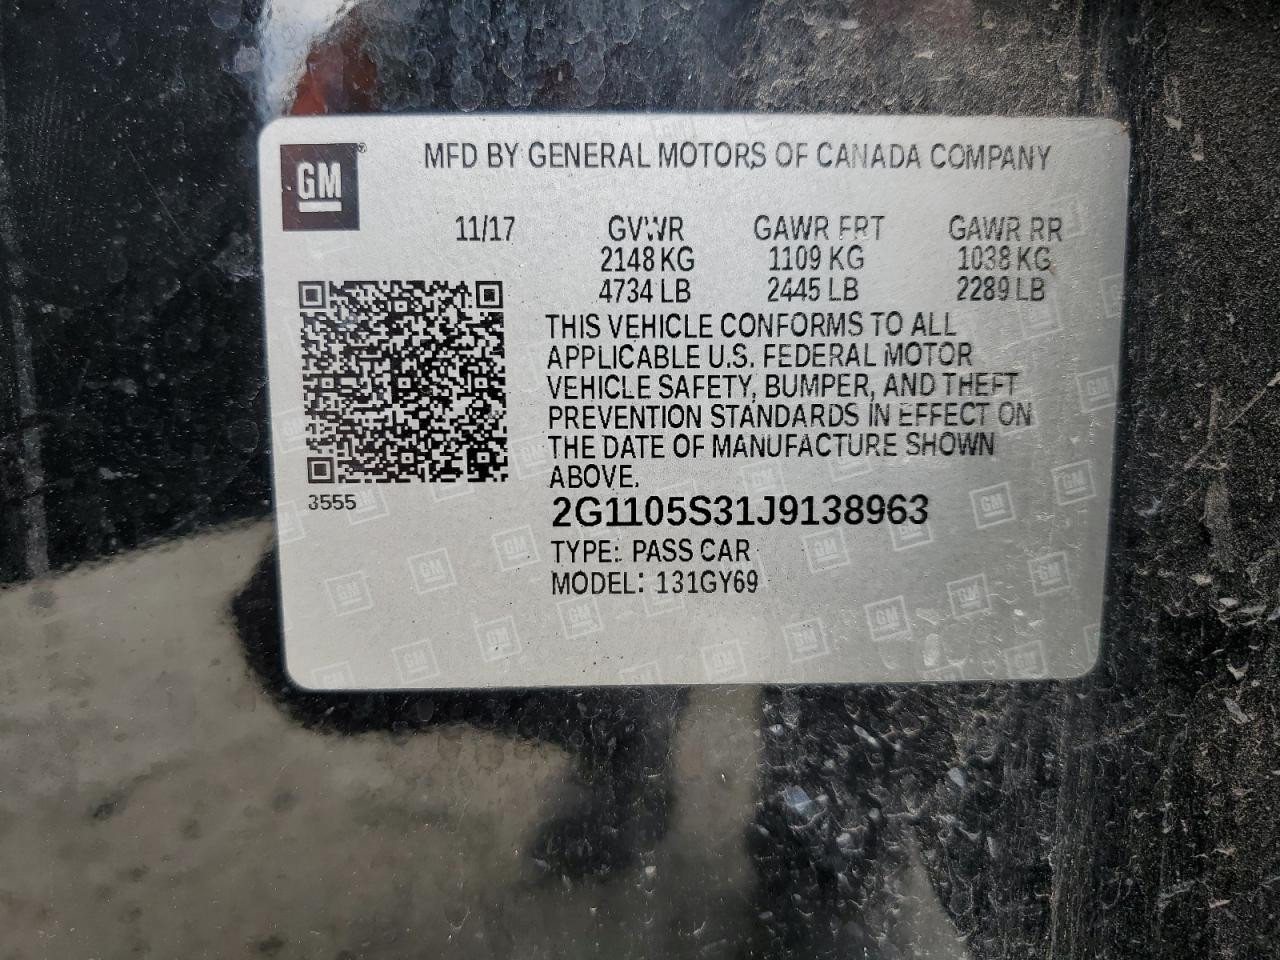 GM®
MFD BY GENERAL MOTORS OF CANADA COMPANY
11/17 GVWR GAWR FRT GAWR RR
2148 KG 1109 KG 1038 KG
4734 LB 2445 LB 2289 LB
THIS VEHICLE CONFORMS TO ALL
APPLICABLE U.S. FEDERAL MOTOR
VEHICLE SAFETY, BUMPER, AND THEFT
PREVENTION STANDARDS IN EFFECT ON
THE DATE OF MANUFACTURE SHOWN
ABOVE.
3555
2G1105S31J9138963
TYPE: PASS CAR
MODEL: 131GY69